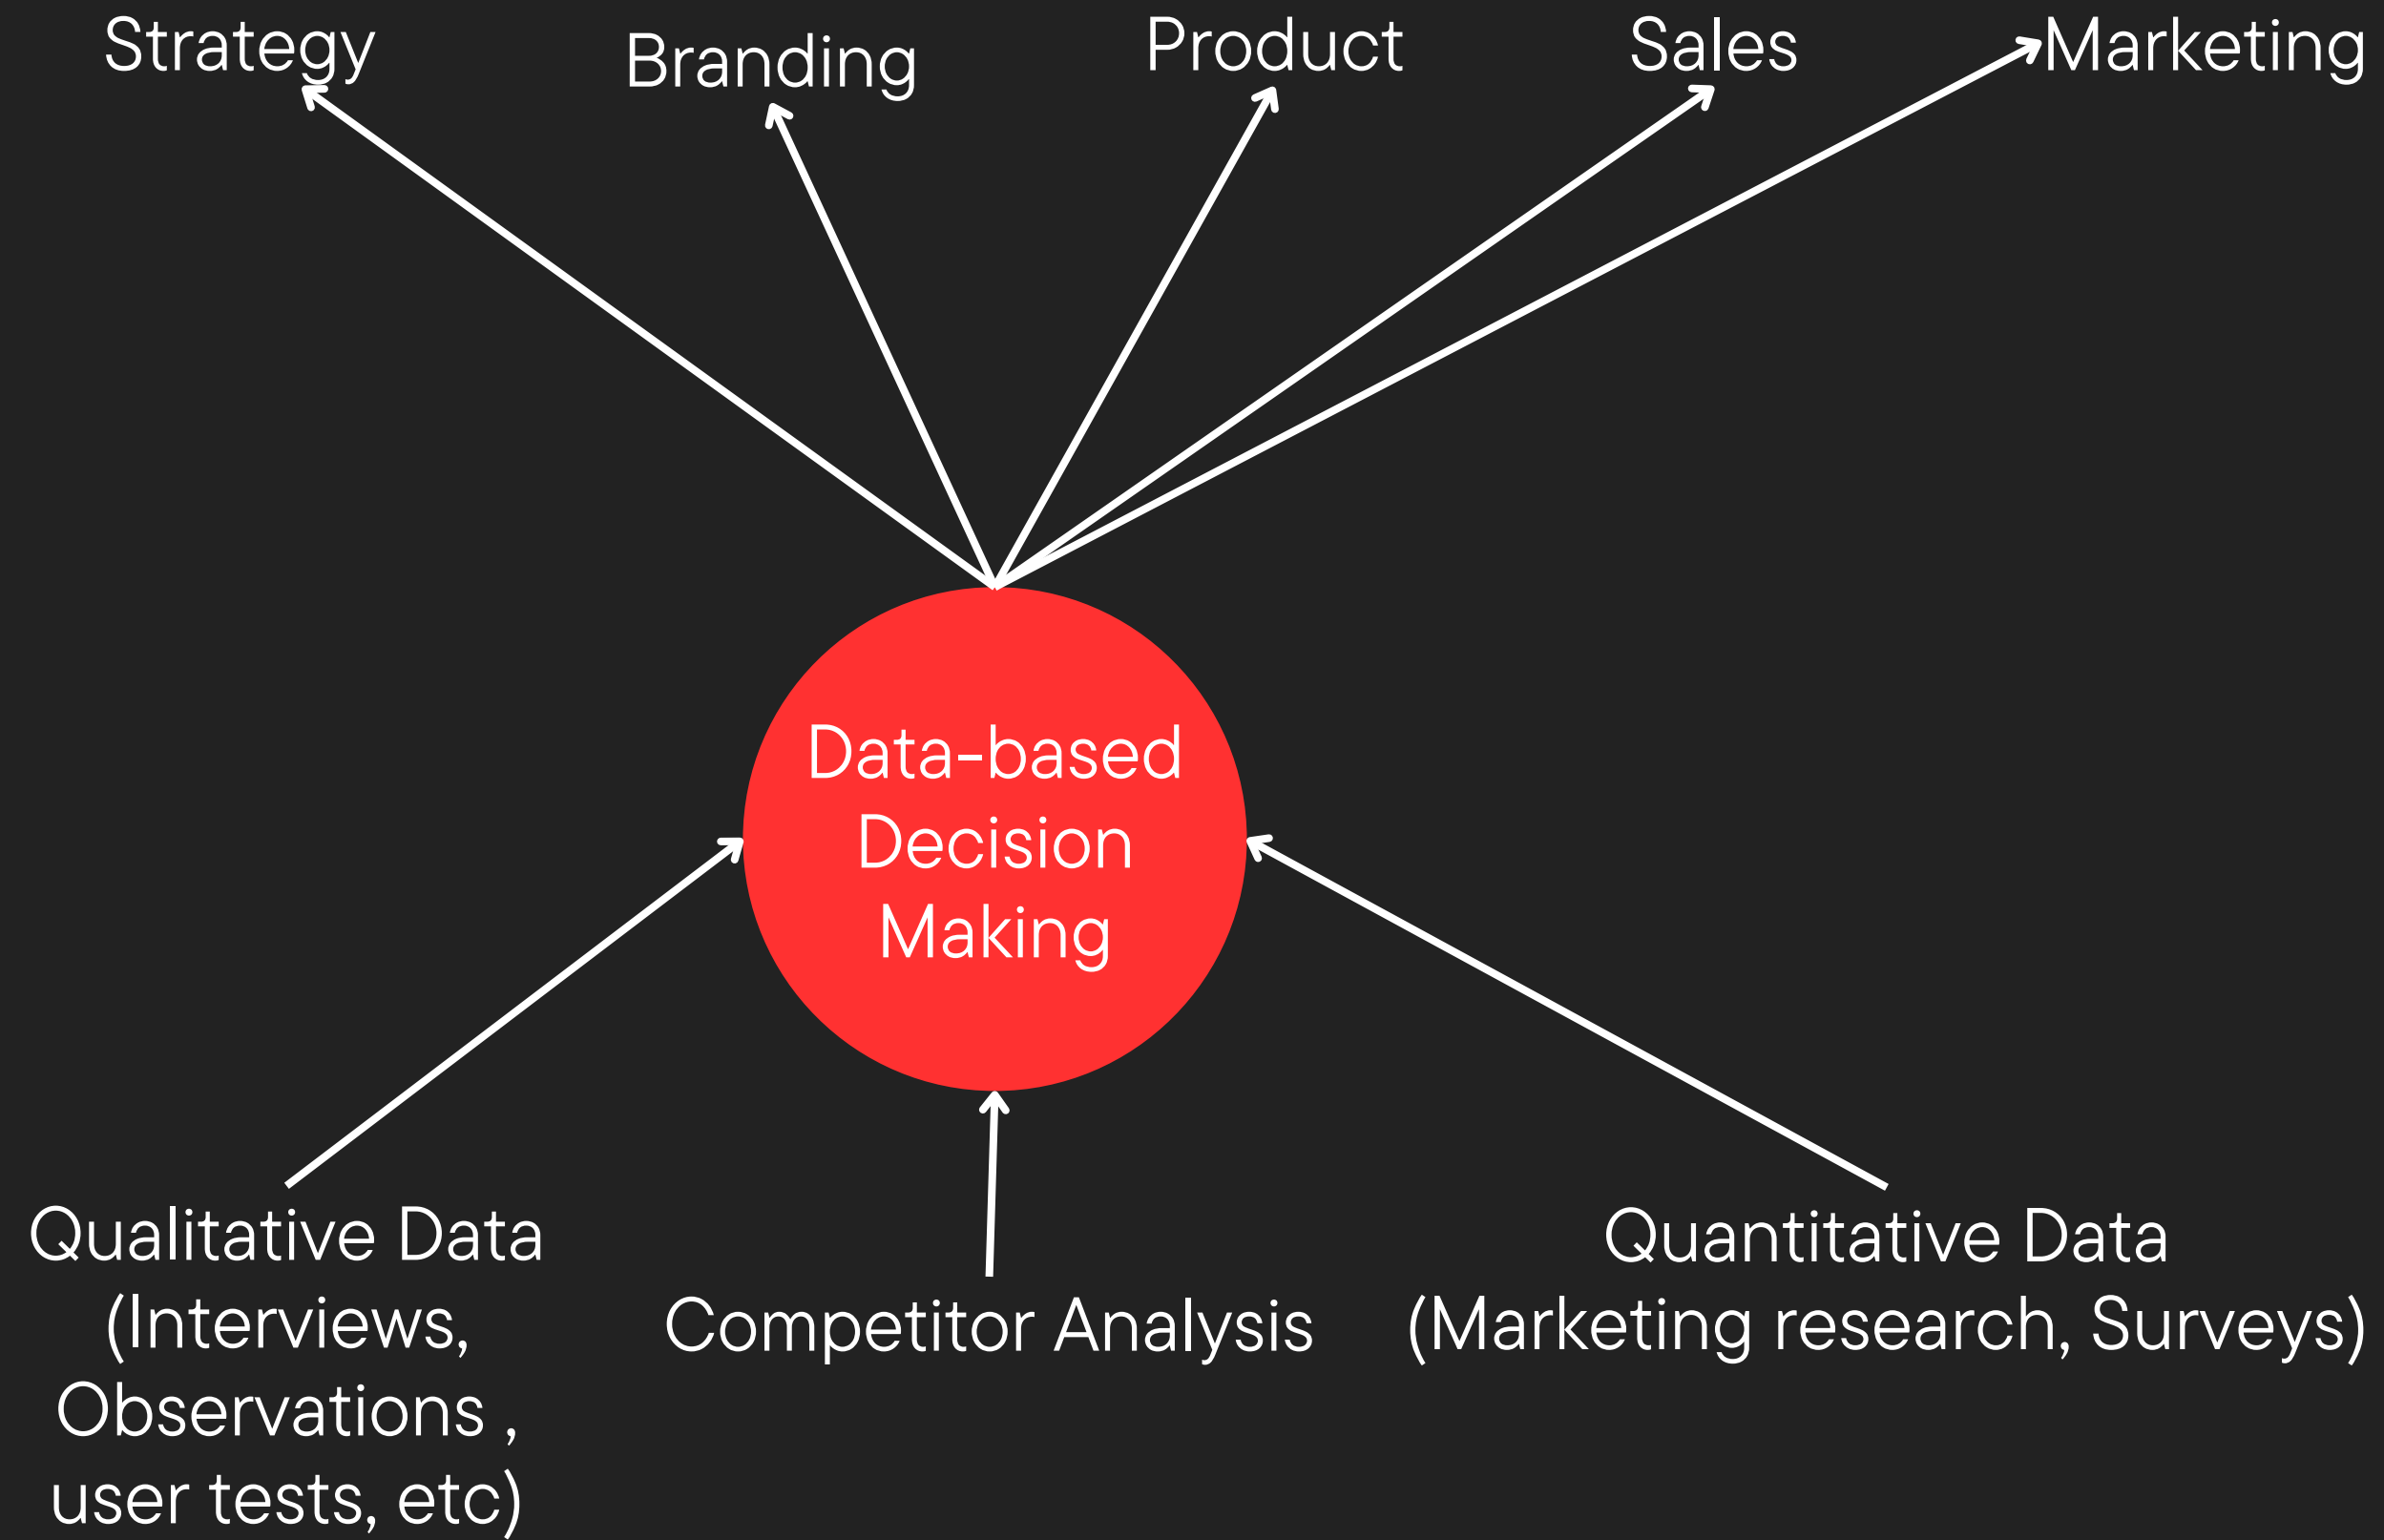 Strategy
Branding
Product
Sales
Marketing
Data-based
Decision
Making
Qualitative Data
(Interviews,
Observations ,
user tests, etc)
Competitor Analysis
Quantitative Data
(Marketing research, Surveys)